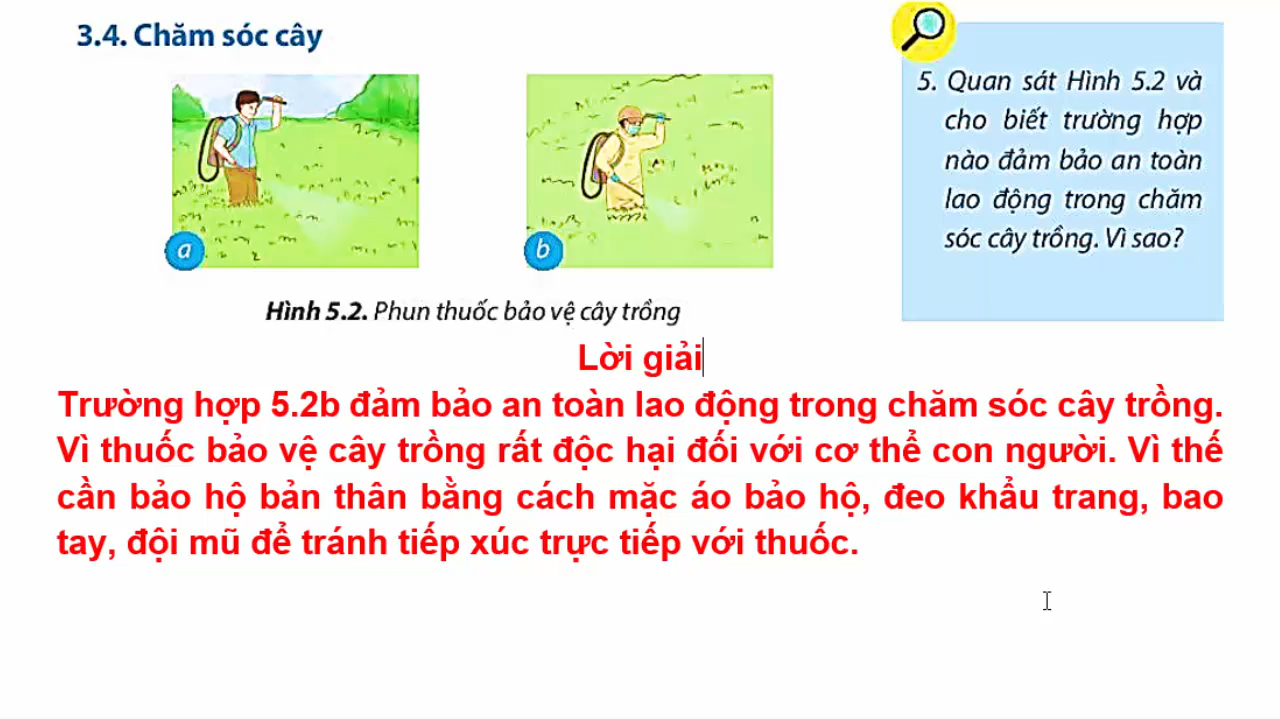 3.4. Chăm sóc cây
5. Quan sát Hình 5.2 và
cho biết trường hợp
nào đảm bảo an toàn
lao động trong chăm
sóc cây trồng. Vì sao?
a
b
Hình 5.2. Phun thuốc bảo vệ cây trồng
Lời giải
Trường hợp 5.2b đảm bảo an toàn lao động trong chăm sóc cây trồng.
Vì thuốc bảo vệ cây trồng rất độc hại đối với cơ thể con người. Vì thế
cần bảo hộ bản thân bằng cách mặc áo bảo hộ, đeo khẩu trang, bao
tay, đội mũ để tránh tiếp xúc trực tiếp với thuốc.